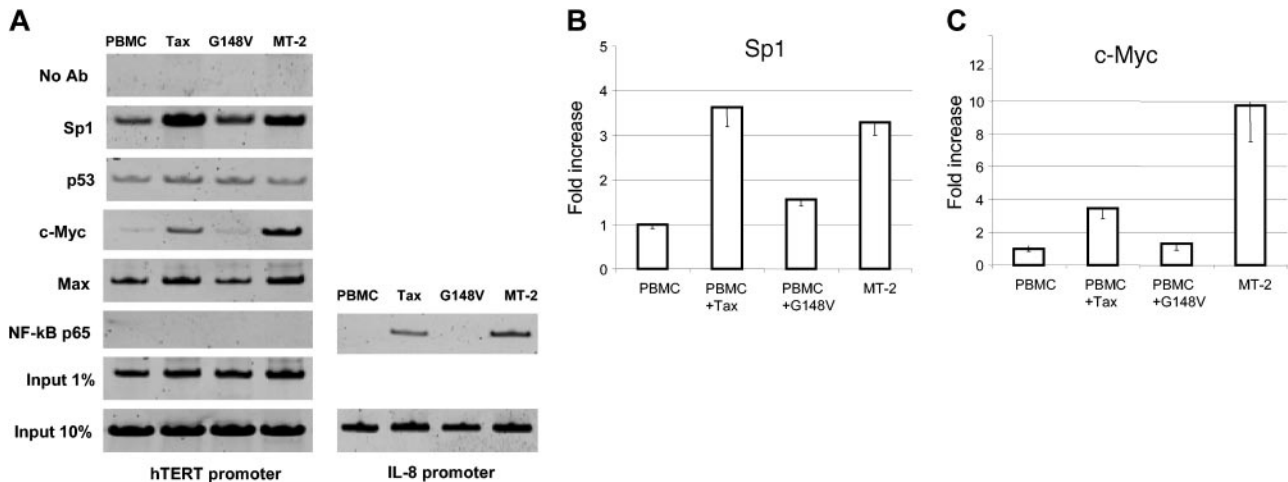 A
PBMC Tax G148V MT-2
No Ab
Sp1
p53
c-Myc
Max
NF-kB p65
Input 1%
Input 10%
hTERT promoter
PBMC Tax G148V MT-2
IL-8 promoter
B
Sp1
Fold increase
5
4
3
2
1
0
PBMC PBMC PBMC MT-2
+Tax +G148V
C
c-Myc
Fold increase
12
10
8
6
4
2
0
PBMC PBMC PBMC MT-2
+Tax +G148V